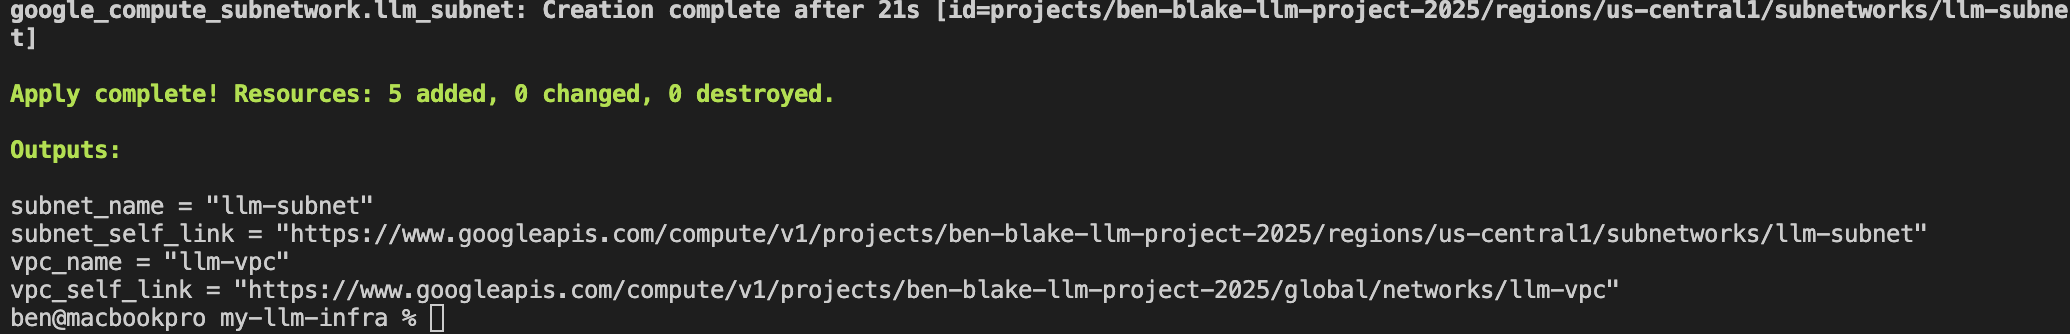 google_compute_subnetwork.llm_subnet: Creation complete after 21s [id=projects/ben-blake-llm-project-2025/regions/us-central1/subnetworks/llm-subne
t]
Apply complete! Resources: 5 added, 0 changed, 0 destroyed.
Outputs:
subnet_name = "llm-subnet"
subnet_self_link = "https://www.googleapis.com/compute/v1/projects/ben-blake-llm-project-2025/regions/us-central1/subnetworks/llm-subnet"
vpc_name = "llm-vpc"
vpc_self_link = "https://www.googleapis.com/compute/v1/projects/ben-blake-llm-project-2025/global/networks/llm-vpc"
ben@macbookpro my-llm-infra %